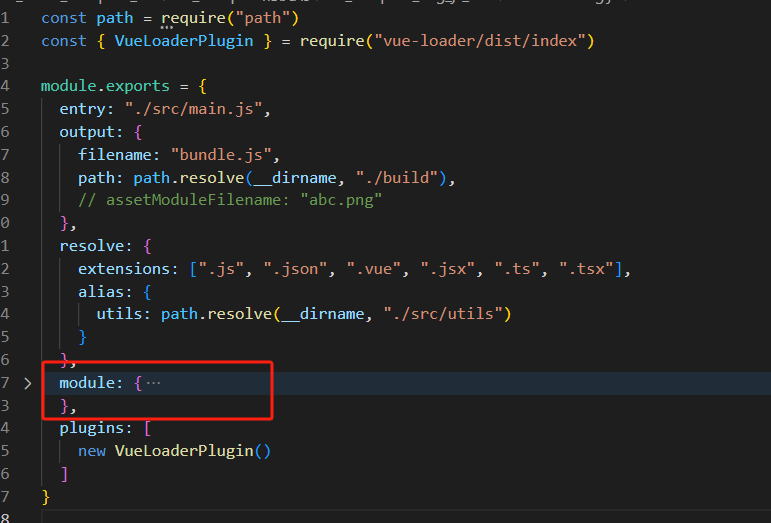 1 const path = require("path")
2 const { VueLoaderPlugin } = require("vue-loader/dist/index")
3
4 module.exports = {
5 entry: "./src/main.js",
6 output: {
7 filename: "bundle.js",
8 path: path.resolve(__dirname, "./build"),
9 // assetModuleFilename: "abc.png"
0 },
1 resolve: {
2 extensions: [".js", ".json", ".vue", ".jsx", ".ts", ".tsx"],
3 alias: {
4 utils: path.resolve(__dirname, "./src/utils")
5 }
6 },
7 > module: {···
3 },
4 plugins: [
5 new VueLoaderPlugin()
6 ]
7 }
8